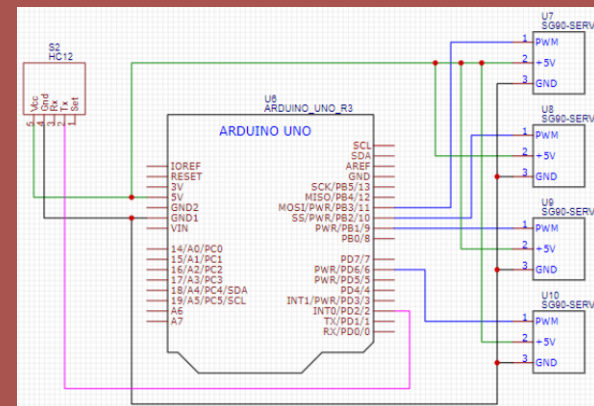 S2
HC12
Vcc
Gnd
Rx
Tx
Set
5
4
3
2
1
U6
ARDUINO_UNO_R3
ARDUINO UNO
IOREF
RESET
3V
5V
GND2
GND1
VIN
14/A0/PC0
15/A1/PC1
16/A2/PC2
17/A3/PC3
18/A4/PC4/SDA
19/A5/PC5/SCL
A6
A7
SCL
SDA
AREF
GND
SCK/PB5/13
MISO/PB4/12
MOSI/PWR/PB3/11
SS/PWR/PB2/10
PWR/PB1/9
PB0/8
PD7/7
PWR/PD6/6
PWR/PD5/5
PD4/4
INT1/PWR/PD3/3
INT0/PD2/2
TX/PD1/1
RX/PD0/0
U7
SG90-SERV
1 PWM
2 +5V
3 GND
U8
SG90-SERV
1 PWM
2 +5V
3 GND
U9
SG90-SERV
1 PWM
2 +5V
3 GND
U10
SG90-SERV
1 PWM
2 +5V
3 GND